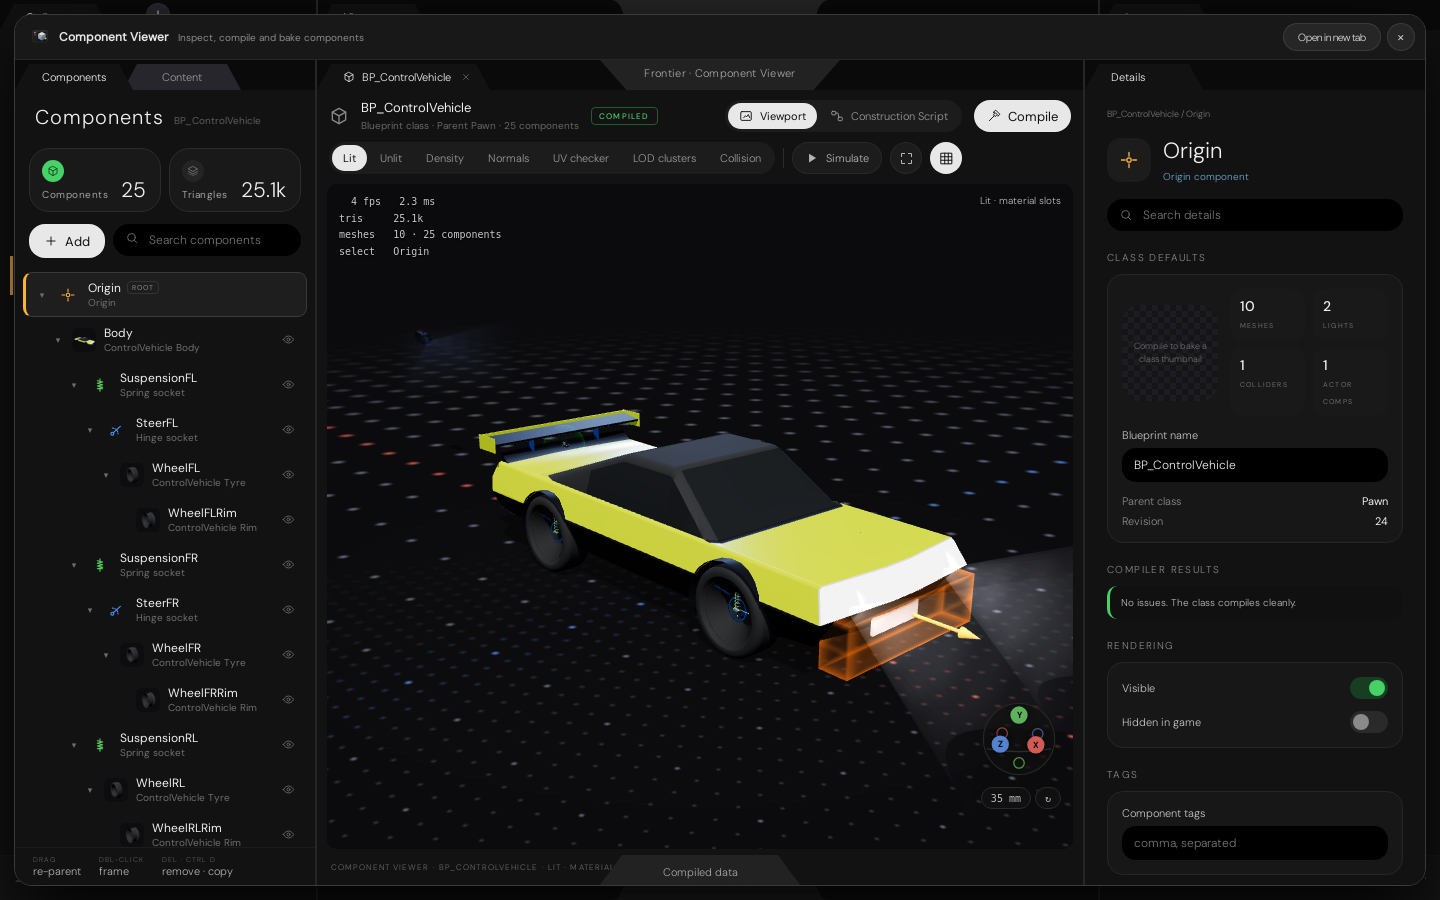 Component Viewer Inspect, compile and bake components
Open in new tab
×
Components
Content
BP_ControlVehicle ×
Frontier · Component Viewer
Details
Components BP_ControlVehicle
Components 25
Triangles 25.1k
+ Add
Search components
Origin ROOT
Origin
Body
ControlVehicle Body
SuspensionFL
Spring socket
SteerFL
Hinge socket
WheelFL
ControlVehicle Tyre
WheelFLRim
ControlVehicle Rim
SuspensionFR
Spring socket
SteerFR
Hinge socket
WheelFR
ControlVehicle Tyre
WheelFRRim
ControlVehicle Rim
SuspensionRL
Spring socket
WheelRL
ControlVehicle Tyre
WheelRLRim
ControlVehicle Rim
DRAG
re-parent
DBL-CLICK
frame
DEL · CTRL D
remove · copy
BP_ControlVehicle
Blueprint class · Parent Pawn · 25 components
COMPILED
Viewport
Construction Script
Compile
Lit
Unlit
Density
Normals
UV checker
LOD clusters
Collision
Simulate
4 fps 2.3 ms
tris 25.1k
meshes 10 · 25 components
select Origin
Lit · material slots
Y
Z
X
35 mm
COMPONENT VIEWER · BP_CONTROLVEHICLE · LIT · MATERIAL
Compiled data
BP_ControlVehicle / Origin
Origin
Origin component
Search details
CLASS DEFAULTS
Compile to bake a
class thumbnail
10
MESHES
2
LIGHTS
1
COLLIDERS
1
ACTOR
COMPS
Blueprint name
BP_ControlVehicle
Parent class Pawn
Revision 24
COMPILER RESULTS
No issues. The class compiles cleanly.
RENDERING
Visible
Hidden in game
TAGS
Component tags
comma, separated